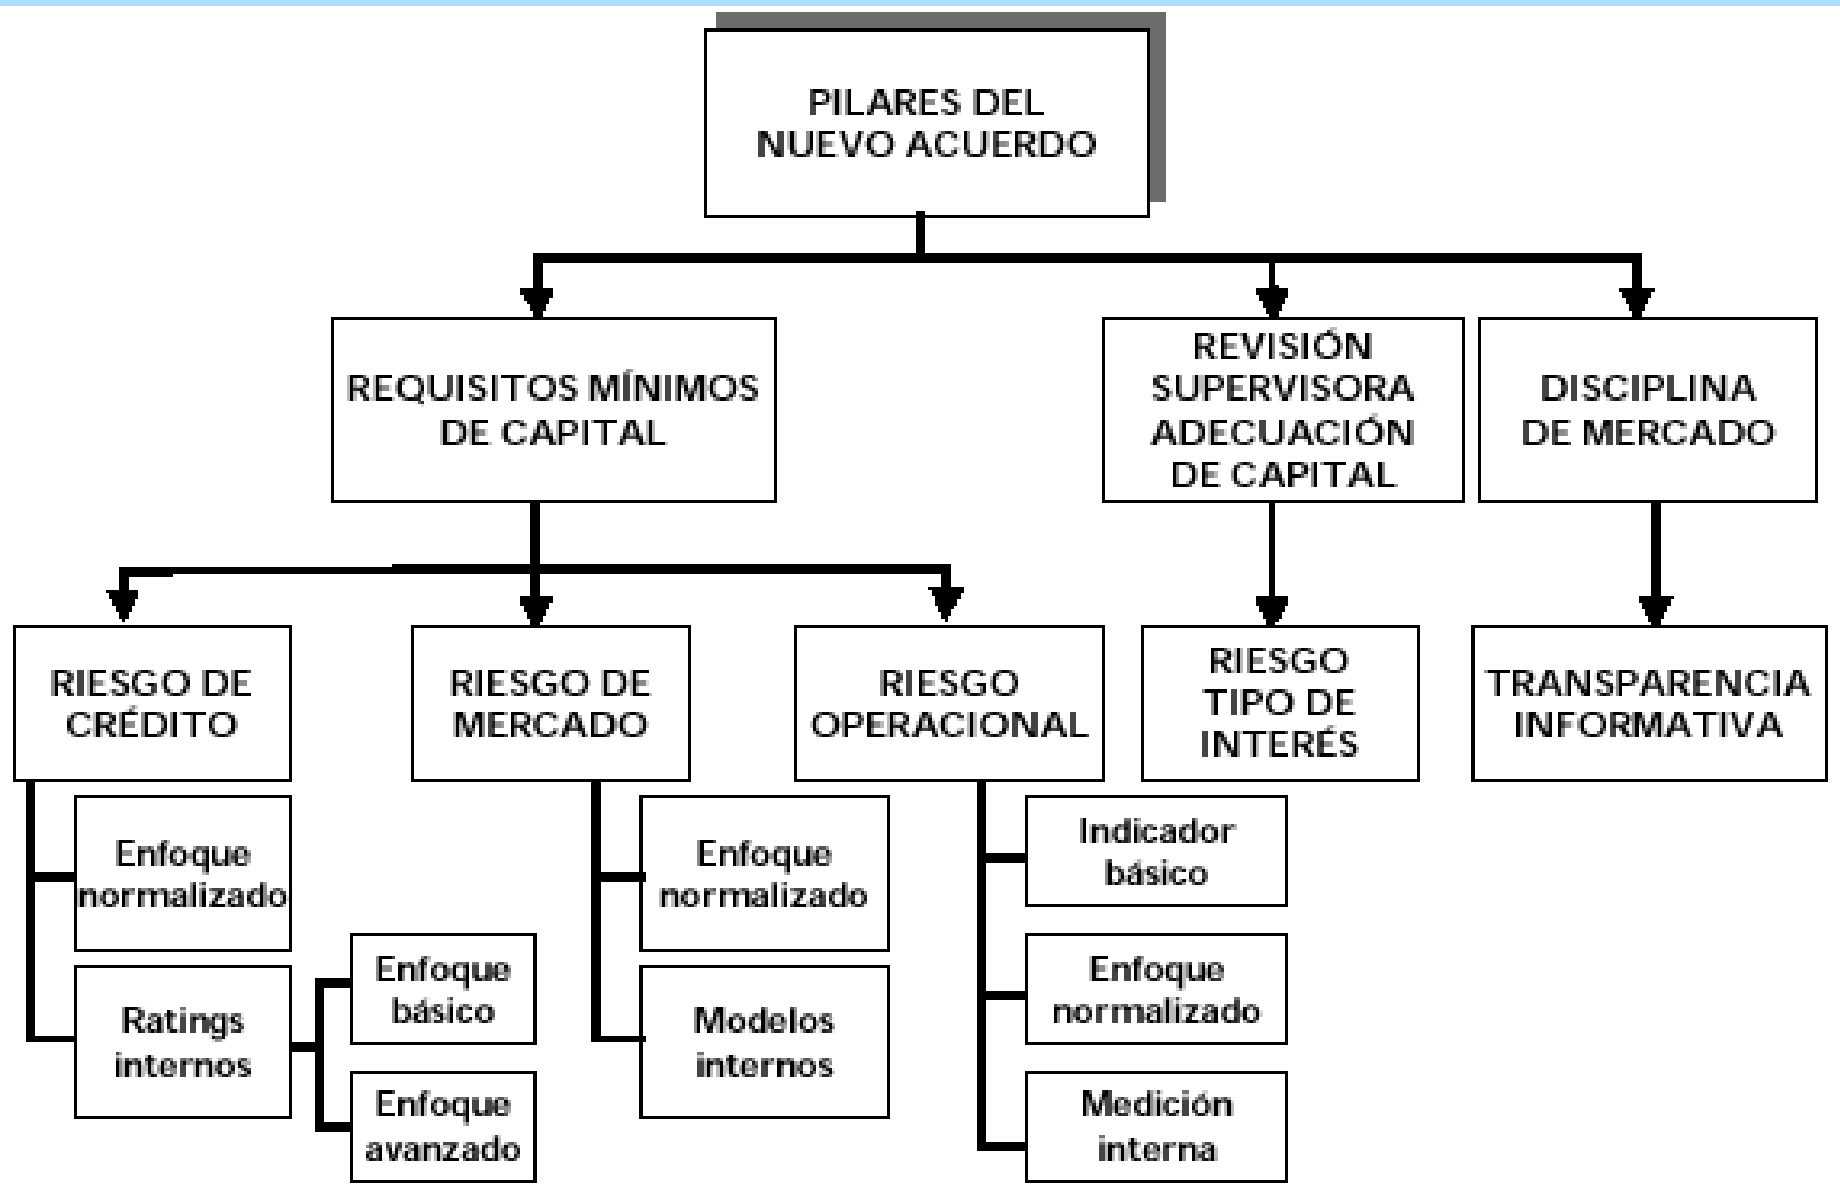 PILARES DEL
NUEVO ACUERDO
REQUISITOS MÍNIMOS
DE CAPITAL
REVISIÓN
SUPERVISORA
ADECUACIÓN
DE CAPITAL
DISCIPLINA
DE MERCADO
RIESGO DE
CRÉDITO
RIESGO DE
MERCADO
RIESGO
OPERACIONAL
RIESGO
TIPO DE
INTERÉS
TRANSPARENCIA
INFORMATIVA
Enfoque
normalizado
Ratings
internos
Enfoque
básico
Enfoque
avanzado
Enfoque
normalizado
Modelos
internos
Indicador
básico
Enfoque
normalizado
Medición
interna